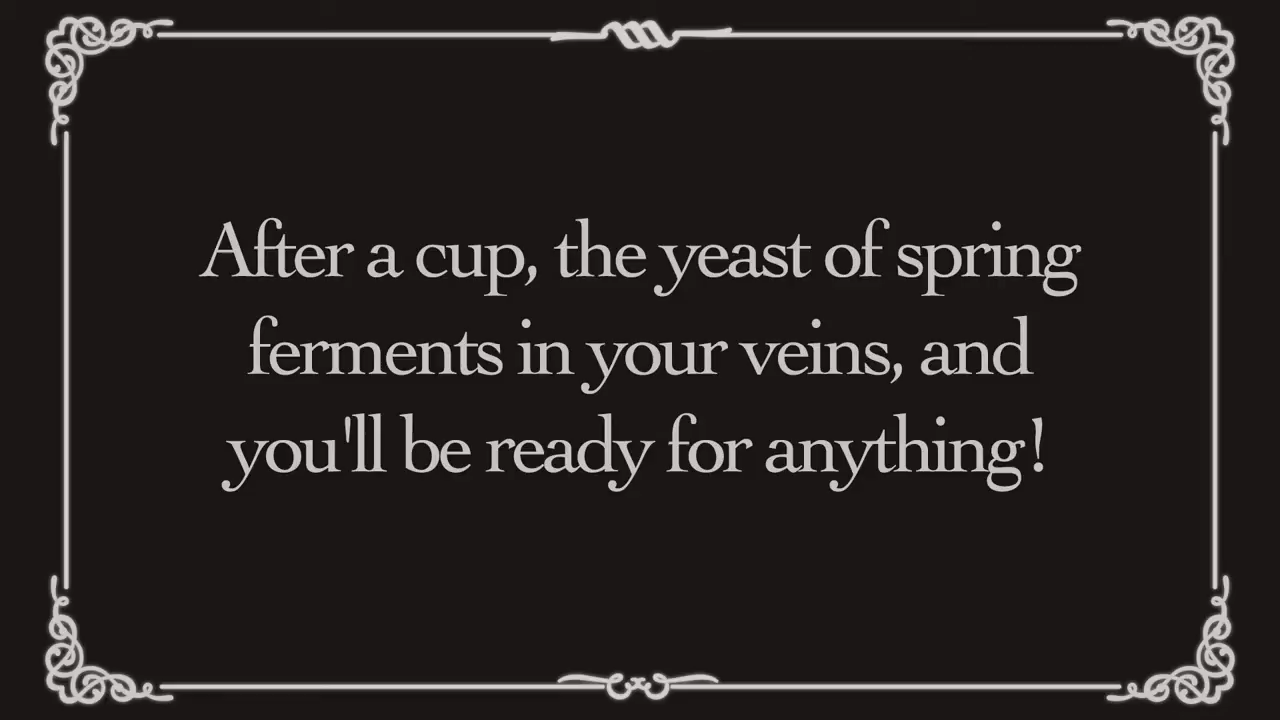 After a cup, the yeast of spring
ferments in your veins, and
you'll be ready for anything!